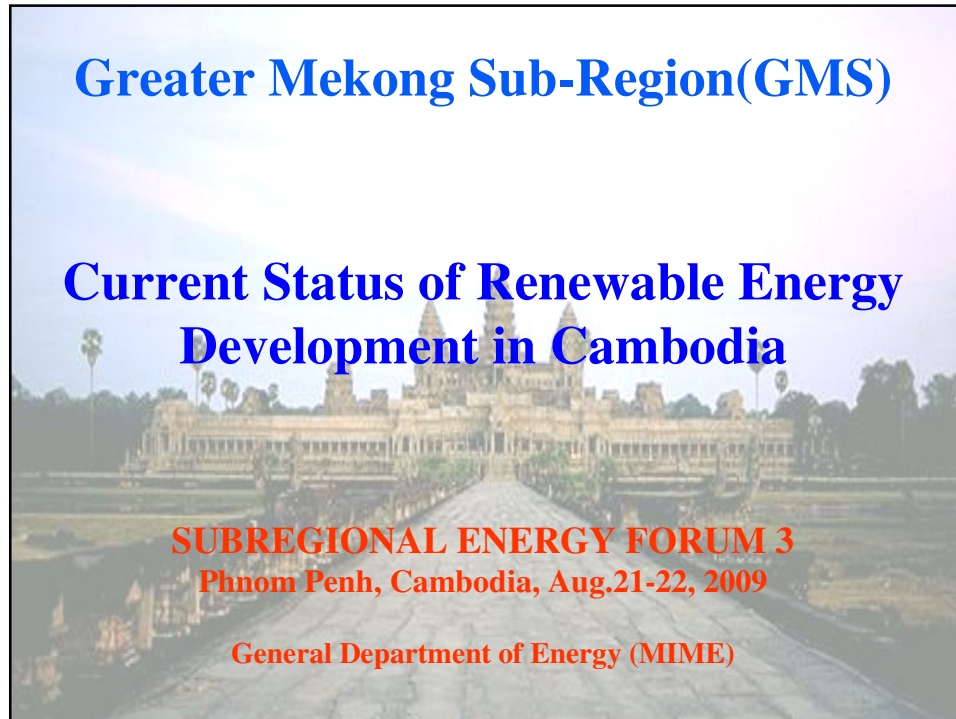 Greater Mekong Sub-Region(GMS)
Current Status of Renewable Energy
Development in Cambodia
SUBREGIONAL ENERGY FORUM 3
Phnom Penh, Cambodia, Aug.21-22, 2009
General Department of Energy (MIME)